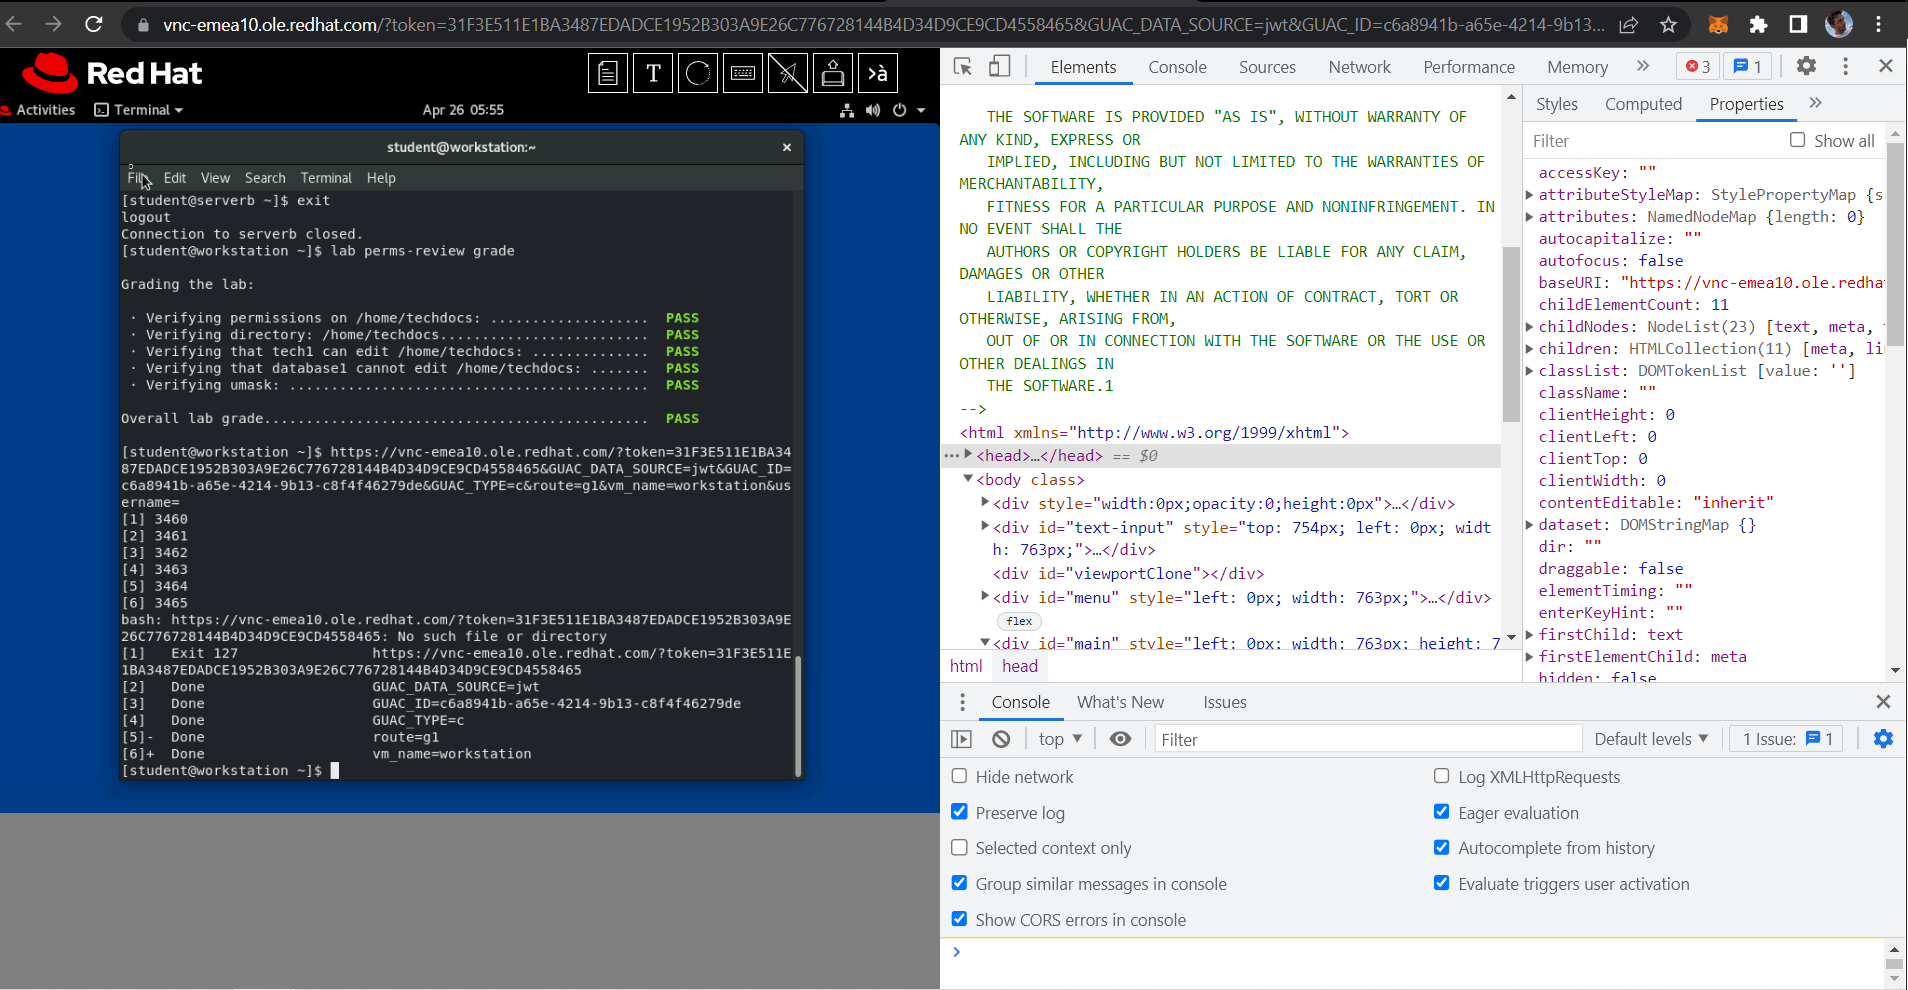 vnc-emea10.ole.redhat.com/?token=31F3E511E1BA3487EDADCE1952B303A9E26C776728144B4D34D9CE9CD4558465&GUAC_DATA_SOURCE=jwt&GUAC_ID=c6a8941b-a65e-4214-9b13...
Red Hat
T
>à
Activities
Terminal
Apr 26 05:55
student@workstation:~
File Edit View Search Terminal Help
[student@serverb ~]$ exit
logout
Connection to serverb closed.
[student@workstation ~]$ lab perms-review grade
Grading the lab:
· Verifying permissions on /home/techdocs: ................... PASS
· Verifying directory: /home/techdocs......................... PASS
· Verifying that tech1 can edit /home/techdocs: .............. PASS
· Verifying that database1 cannot edit /home/techdocs: ....... PASS
· Verifying umask: ........................................... PASS
Overall lab grade.............................................. PASS
[student@workstation ~]$ https://vnc-emea10.ole.redhat.com/?token=31F3E511E1BA34
87EDADCE1952B303A9E26C776728144B4D34D9CE9CD4558465&GUAC_DATA_SOURCE=jwt&GUAC_ID=
c6a8941b-a65e-4214-9b13-c8f4f46279de&GUAC_TYPE=c&route=g1&vm_name=workstation&us
ername=
[1] 3460
[2] 3461
[3] 3462
[4] 3463
[5] 3464
[6] 3465
bash: https://vnc-emea10.ole.redhat.com/?token=31F3E511E1BA3487EDADCE1952B303A9E
26C776728144B4D34D9CE9CD4558465: No such file or directory
[1] Exit 127 https://vnc-emea10.ole.redhat.com/?token=31F3E511E
1BA3487EDADCE1952B303A9E26C776728144B4D34D9CE9CD4558465
[2] Done GUAC_DATA_SOURCE=jwt
[3] Done GUAC_ID=c6a8941b-a65e-4214-9b13-c8f4f46279de
[4] Done GUAC_TYPE=c
[5]- Done route=g1
[6]+ Done vm_name=workstation
[student@workstation ~]$
Elements Console Sources Network Performance Memory » 3 1
THE SOFTWARE IS PROVIDED "AS IS", WITHOUT WARRANTY OF
ANY KIND, EXPRESS OR
IMPLIED, INCLUDING BUT NOT LIMITED TO THE WARRANTIES OF
MERCHANTABILITY,
FITNESS FOR A PARTICULAR PURPOSE AND NONINFRINGEMENT. IN
NO EVENT SHALL THE
AUTHORS OR COPYRIGHT HOLDERS BE LIABLE FOR ANY CLAIM,
DAMAGES OR OTHER
LIABILITY, WHETHER IN AN ACTION OF CONTRACT, TORT OR
OTHERWISE, ARISING FROM,
OUT OF OR IN CONNECTION WITH THE SOFTWARE OR THE USE OR
OTHER DEALINGS IN
THE SOFTWARE.1
-->
<html xmlns="http://www.w3.org/1999/xhtml">
<head>…</head> == $0
<body class>
<div style="width:0px;opacity:0;height:0px">…</div>
<div id="text-input" style="top: 754px; left: 0px; widt
h: 763px;">…</div>
<div id="viewportClone"></div>
<div id="menu" style="left: 0px; width: 763px;">…</div>
flex
<div id="main" style="left: 0px; width: 763px; height: 7
html head
Styles Computed Properties »
Filter Show all
accessKey: ""
attributeStyleMap: StylePropertyMap {s
attributes: NamedNodeMap {length: 0}
autocapitalize: ""
autofocus: false
baseURI: "https://vnc-emea10.ole.redha
childElementCount: 11
childNodes: NodeList(23) [text, meta,
children: HTMLCollection(11) [meta, li
classList: DOMTokenList [value: '']
className: ""
clientHeight: 0
clientLeft: 0
clientTop: 0
clientWidth: 0
contentEditable: "inherit"
dataset: DOMStringMap {}
dir: ""
draggable: false
elementTiming: ""
enterKeyHint: ""
firstChild: text
firstElementChild: meta
hidden: false
Console What's New Issues
top Filter Default levels 1 Issue: 1
Hide network
Log XMLHttpRequests
Preserve log
Eager evaluation
Selected context only
Autocomplete from history
Group similar messages in console
Evaluate triggers user activation
Show CORS errors in console